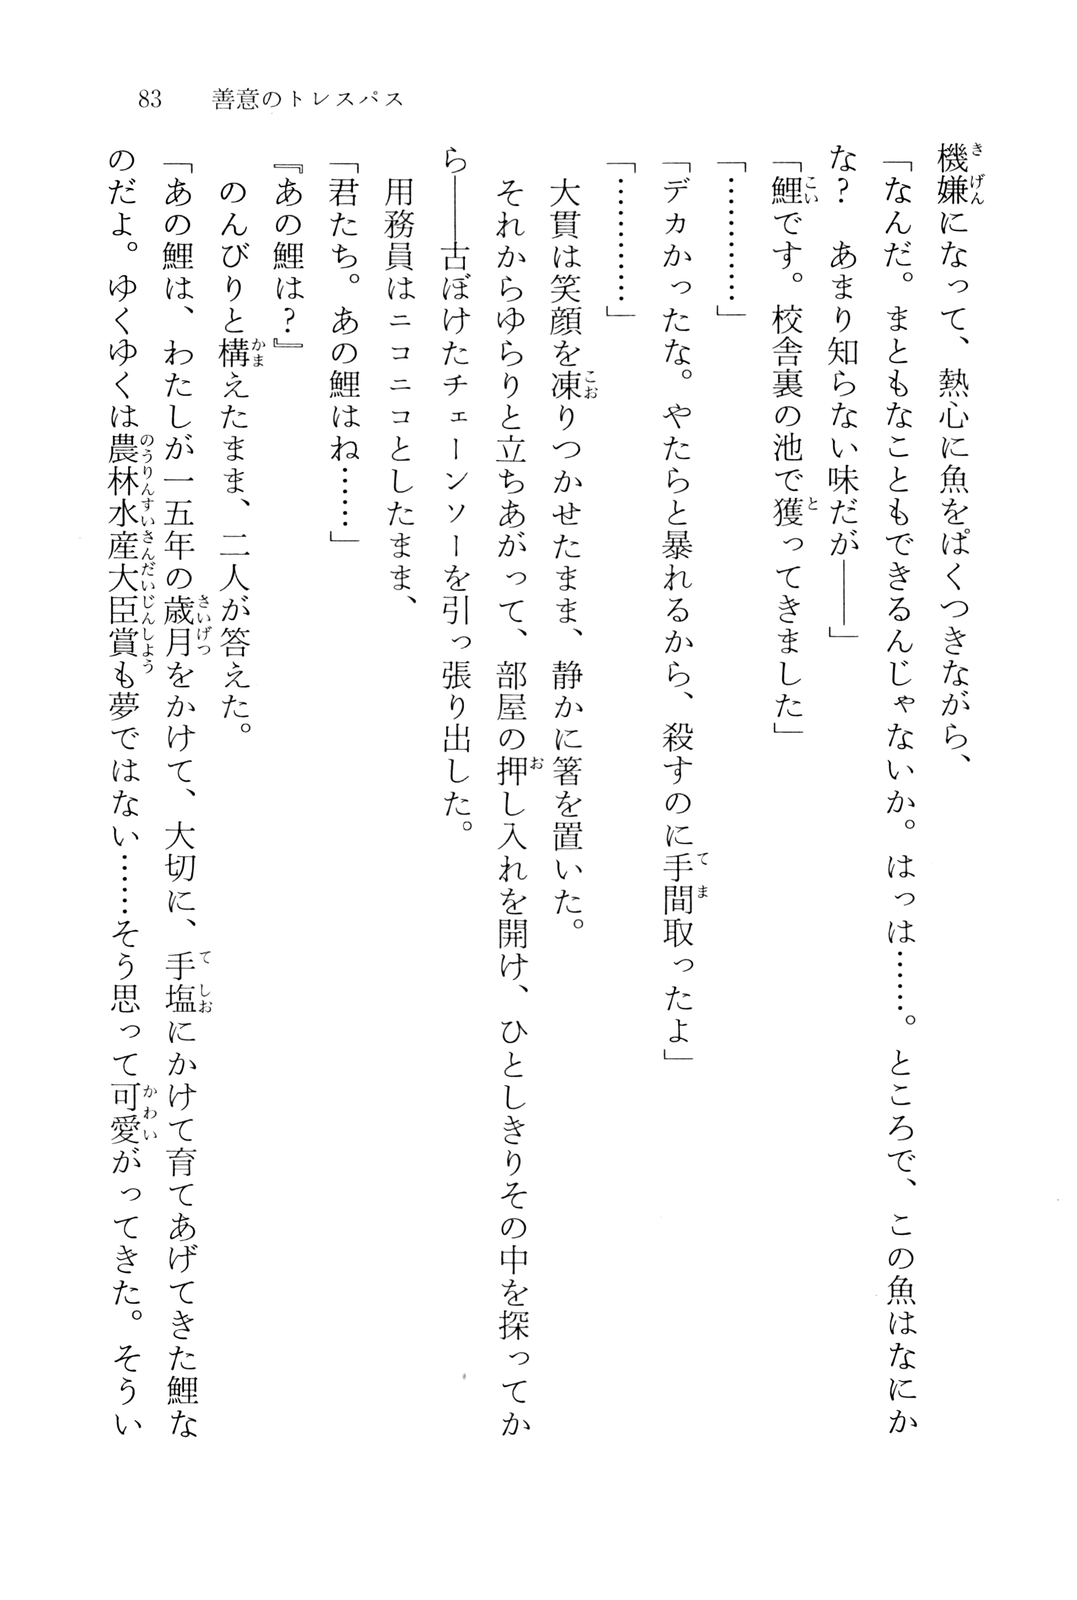 83 善意のトレスパス
機嫌になって、熱心に魚をぱくつきながら、
「なんだ。まともなこともできるんじゃないか。はっは……。ところで、この魚はなにか
な？　あまり知らない味だが――」
「鯉です。校舎裏の池で獲ってきました」
「…………」
「デカかったな。やたらと暴れるから、殺すのに手間取ったよ」
「…………」
　大貫は笑顔を凍りつかせたまま、静かに箸を置いた。
　それからゆらりと立ちあがって、部屋の押し入れを開け、ひとしきりその中を探ってか
ら――古ぼけたチェーンソーを引っ張り出した。
　用務員はニコニコとしたまま、
「君たち。あの鯉はね……」
『あの鯉は？』
　のんびりと構えたまま、二人が答えた。
「あの鯉は、わたしが一五年の歳月をかけて、大切に、手塩にかけて育てあげてきた鯉な
のだよ。ゆくゆくは農林水産大臣賞も夢ではない……そう思って可愛がってきた。そうい